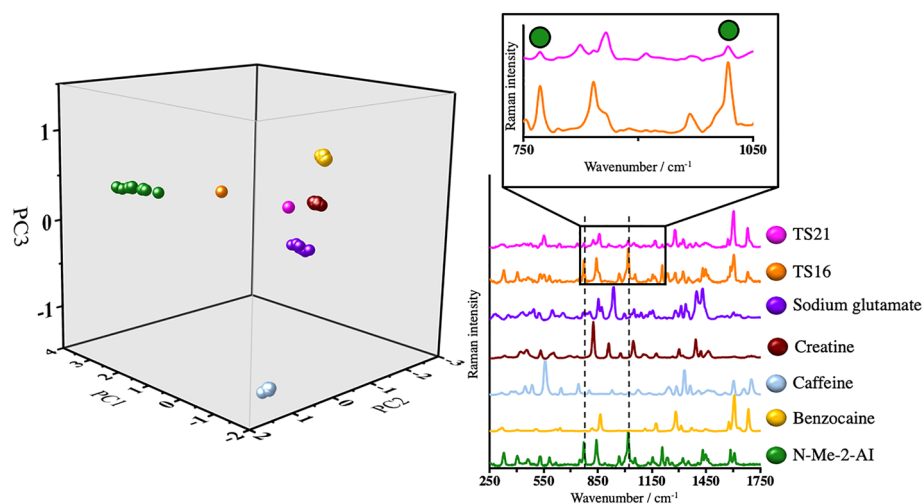 1
0
-1
PC3
4
3
2
1
0
-1
-2
PC1
-2
1
0
-1
-2
-3
PC2
Raman intensity
750
1050
Wavenumber / cm-1
TS21
TS16
Sodium glutamate
Creatine
Caffeine
Benzocaine
N-Me-2-AI
Raman intensity
250
550
850
1150
1450
1750
Wavenumber / cm-1